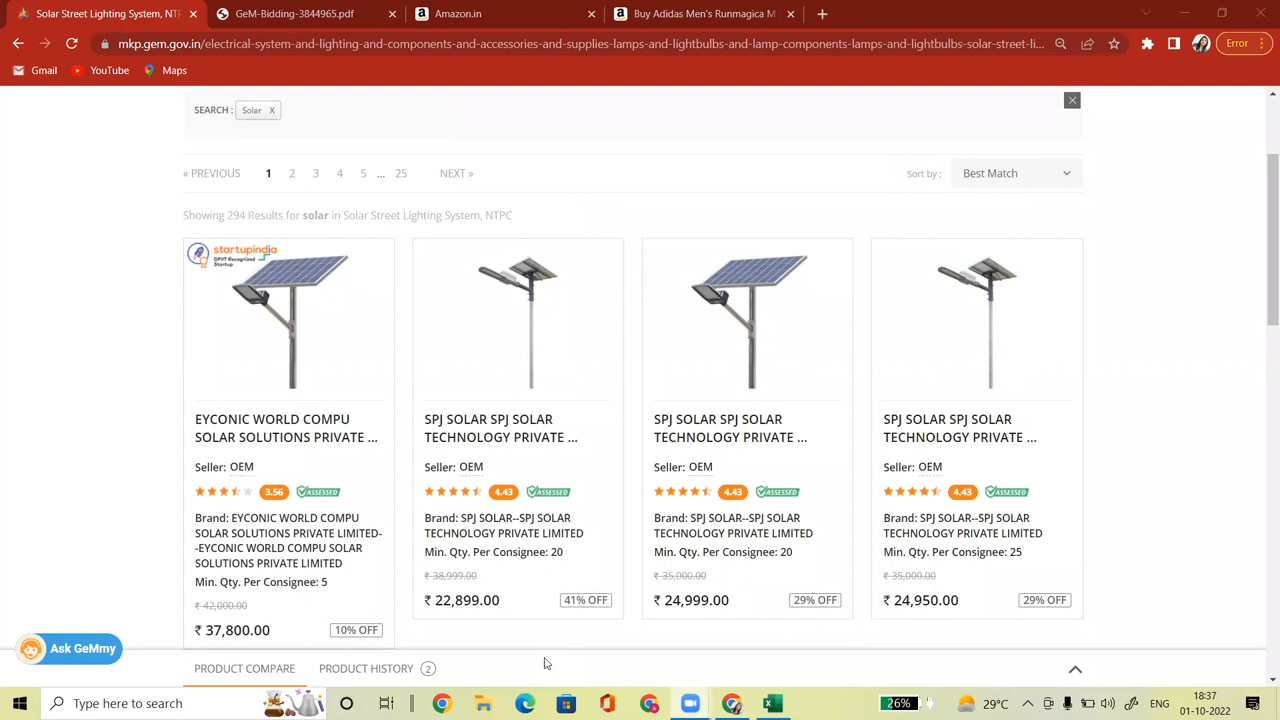 Solar Street Lighting System, NT
GeM-Bidding-3844965.pdf
Amazon.in
Buy Adidas Men's Runmagica M
mkp.gem.gov.in/electrical-system-and-lighting-and-components-and-accessories-and-supplies-lamps-and-lightbulbs-and-lamp-components-lamps-and-lightbulbs-solar-street-li...
Error
Gmail
YouTube
Maps
SEARCH :
Solar X
« PREVIOUS 1 2 3 4 5 ... 25 NEXT »
Sort by : Best Match
Showing 294 Results for solar in Solar Street Lighting System, NTPC
startupindia
DPIIT Recognized
Startup
EYCONIC WORLD COMPU
SOLAR SOLUTIONS PRIVATE ...
Seller: OEM
3.56 ASSESSED
Brand: EYCONIC WORLD COMPU
SOLAR SOLUTIONS PRIVATE LIMITED-
-EYCONIC WORLD COMPU SOLAR
SOLUTIONS PRIVATE LIMITED
Min. Qty. Per Consignee: 5
₹ 42,000.00
₹ 37,800.00 10% OFF
SPJ SOLAR SPJ SOLAR
TECHNOLOGY PRIVATE ...
Seller: OEM
4.43 ASSESSED
Brand: SPJ SOLAR--SPJ SOLAR
TECHNOLOGY PRIVATE LIMITED
Min. Qty. Per Consignee: 20
₹ 38,999.00
₹ 22,899.00 41% OFF
SPJ SOLAR SPJ SOLAR
TECHNOLOGY PRIVATE ...
Seller: OEM
4.43 ASSESSED
Brand: SPJ SOLAR--SPJ SOLAR
TECHNOLOGY PRIVATE LIMITED
Min. Qty. Per Consignee: 20
₹ 35,000.00
₹ 24,999.00 29% OFF
SPJ SOLAR SPJ SOLAR
TECHNOLOGY PRIVATE ...
Seller: OEM
4.43 ASSESSED
Brand: SPJ SOLAR--SPJ SOLAR
TECHNOLOGY PRIVATE LIMITED
Min. Qty. Per Consignee: 25
₹ 35,000.00
₹ 24,950.00 29% OFF
Ask GeMmy
PRODUCT COMPARE
PRODUCT HISTORY 2
Type here to search
26%
29°C
ENG
18:37
01-10-2022